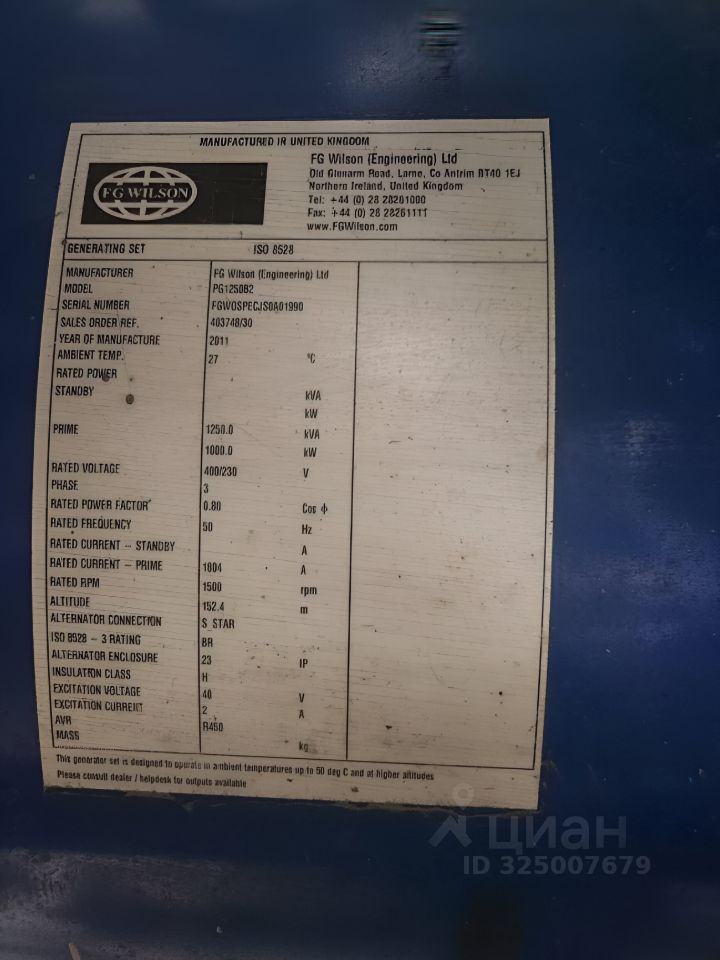 MANUFACTURED IN UNITED KINGDOM
FG WILSON
FG Wilson (Engineering) Ltd
Old Glenarm Road, Larne, Co Antrim BT40 1EJ
Northern Ireland, United Kingdom
Tel: +44 (0) 28 28261000
Fax: +44 (0) 28 28261111
www.FGWilson.com
GENERATING SET ISO 8528
MANUFACTURER FG Wilson (Engineering) Ltd
MODEL PG1250B2
SERIAL NUMBER FGWOSPECJS0A01990
SALES ORDER REF. 403748/30
YEAR OF MANUFACTURE 2011
AMBIENT TEMP. 27 °C
RATED POWER
STANDBY kVA
kW
PRIME 1250.0 kVA
1000.0 kW
RATED VOLTAGE 400/230 V
PHASE 3
RATED POWER FACTOR 0.80 Cos ϕ
RATED FREQUENCY 50 Hz
RATED CURRENT - STANDBY A
RATED CURRENT - PRIME 1804 A
RATED RPM 1500 rpm
ALTITUDE 152.4 m
ALTERNATOR CONNECTION S_STAR
ISO 8528 - 3 RATING BR
ALTERNATOR ENCLOSURE 23 IP
INSULATION CLASS H
EXCITATION VOLTAGE 40 V
EXCITATION CURRENT 2 A
AVR R450
MASS kg
This generator set is designed to operate in ambient temperatures up to 50 deg C and at higher altitudes
Please consult dealer / helpdesk for outputs available
циан
ID 325007679